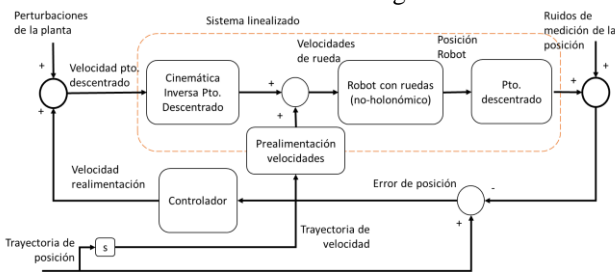 Perturbaciones
de la planta
Sistema linealizado
Ruidos de
medición de la
posición
Velocidad pto.
descentrado
Velocidades
de rueda
Posición
Robot
+
+
+
+
+
+
Cinemática
Inversa Pto.
Descentrado
Robot con ruedas
(no-holonómico)
Pto.
descentrado
Prealimentación
velocidades
Velocidad
realimentación
Controlador
Error de posición
-
+
Trayectoria de
posición
s
Trayectoria de
velocidad